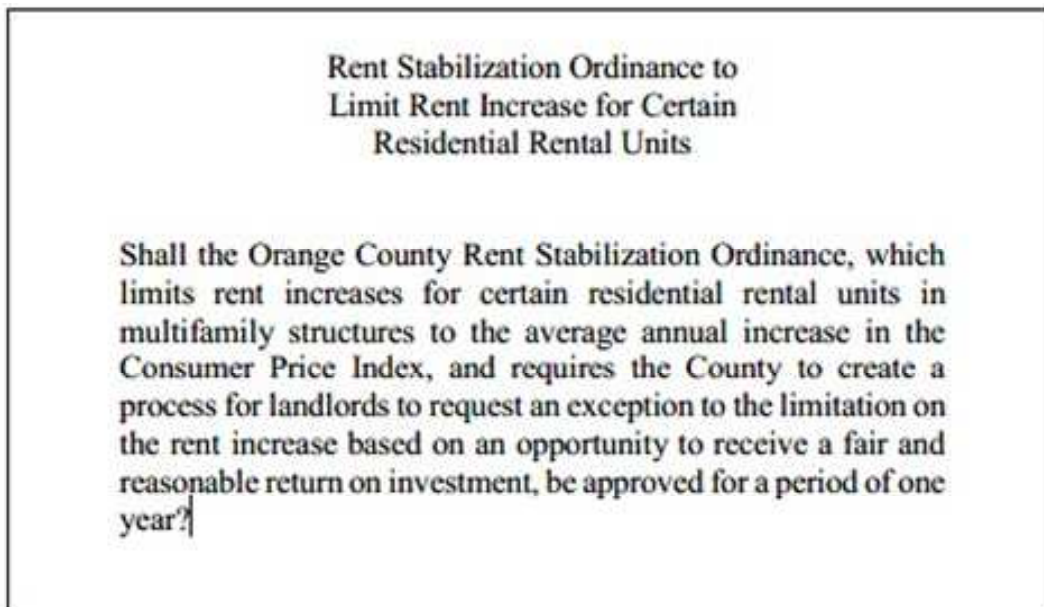 Rent Stabilization Ordinance to
Limit Rent Increase for Certain
Residential Rental Units
Shall the Orange County Rent Stabilization Ordinance, which
limits rent increases for certain residential rental units in
multifamily structures to the average annual increase in the
Consumer Price Index, and requires the County to create a
process for landlords to request an exception to the limitation on
the rent increase based on an opportunity to receive a fair and
reasonable return on investment, be approved for a period of one
year?